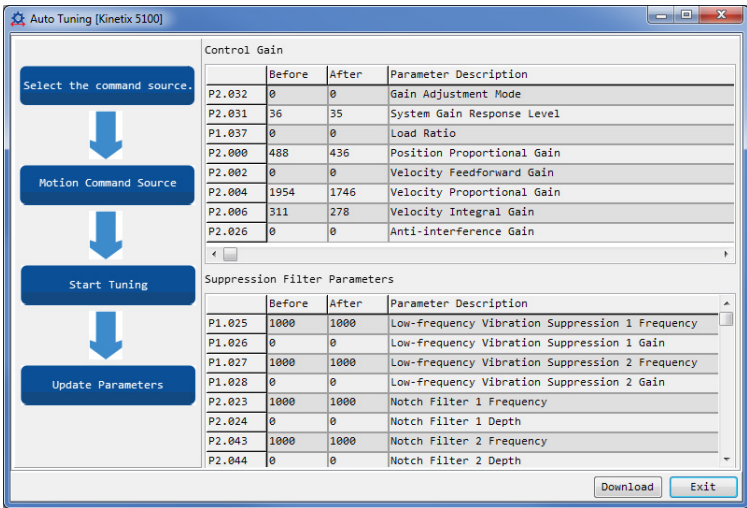 Auto Tuning [Kinetix 5100]
Select the command source.
Motion Command Source
Start Tuning
Update Parameters
Control Gain
Before After Parameter Description
P2.032 0 0 Gain Adjustment Mode
P2.031 36 35 System Gain Response Level
P1.037 0 0 Load Ratio
P2.000 488 436 Position Proportional Gain
P2.002 0 0 Velocity Feedforward Gain
P2.004 1954 1746 Velocity Proportional Gain
P2.006 311 278 Velocity Integral Gain
P2.026 0 0 Anti-interference Gain
Suppression Filter Parameters
Before After Parameter Description
P1.025 1000 1000 Low-frequency Vibration Suppression 1 Frequency
P1.026 0 0 Low-frequency Vibration Suppression 1 Gain
P1.027 1000 1000 Low-frequency Vibration Suppression 2 Frequency
P1.028 0 0 Low-frequency Vibration Suppression 2 Gain
P2.023 1000 1000 Notch Filter 1 Frequency
P2.024 0 0 Notch Filter 1 Depth
P2.043 1000 1000 Notch Filter 2 Frequency
P2.044 0 0 Notch Filter 2 Depth
Download Exit